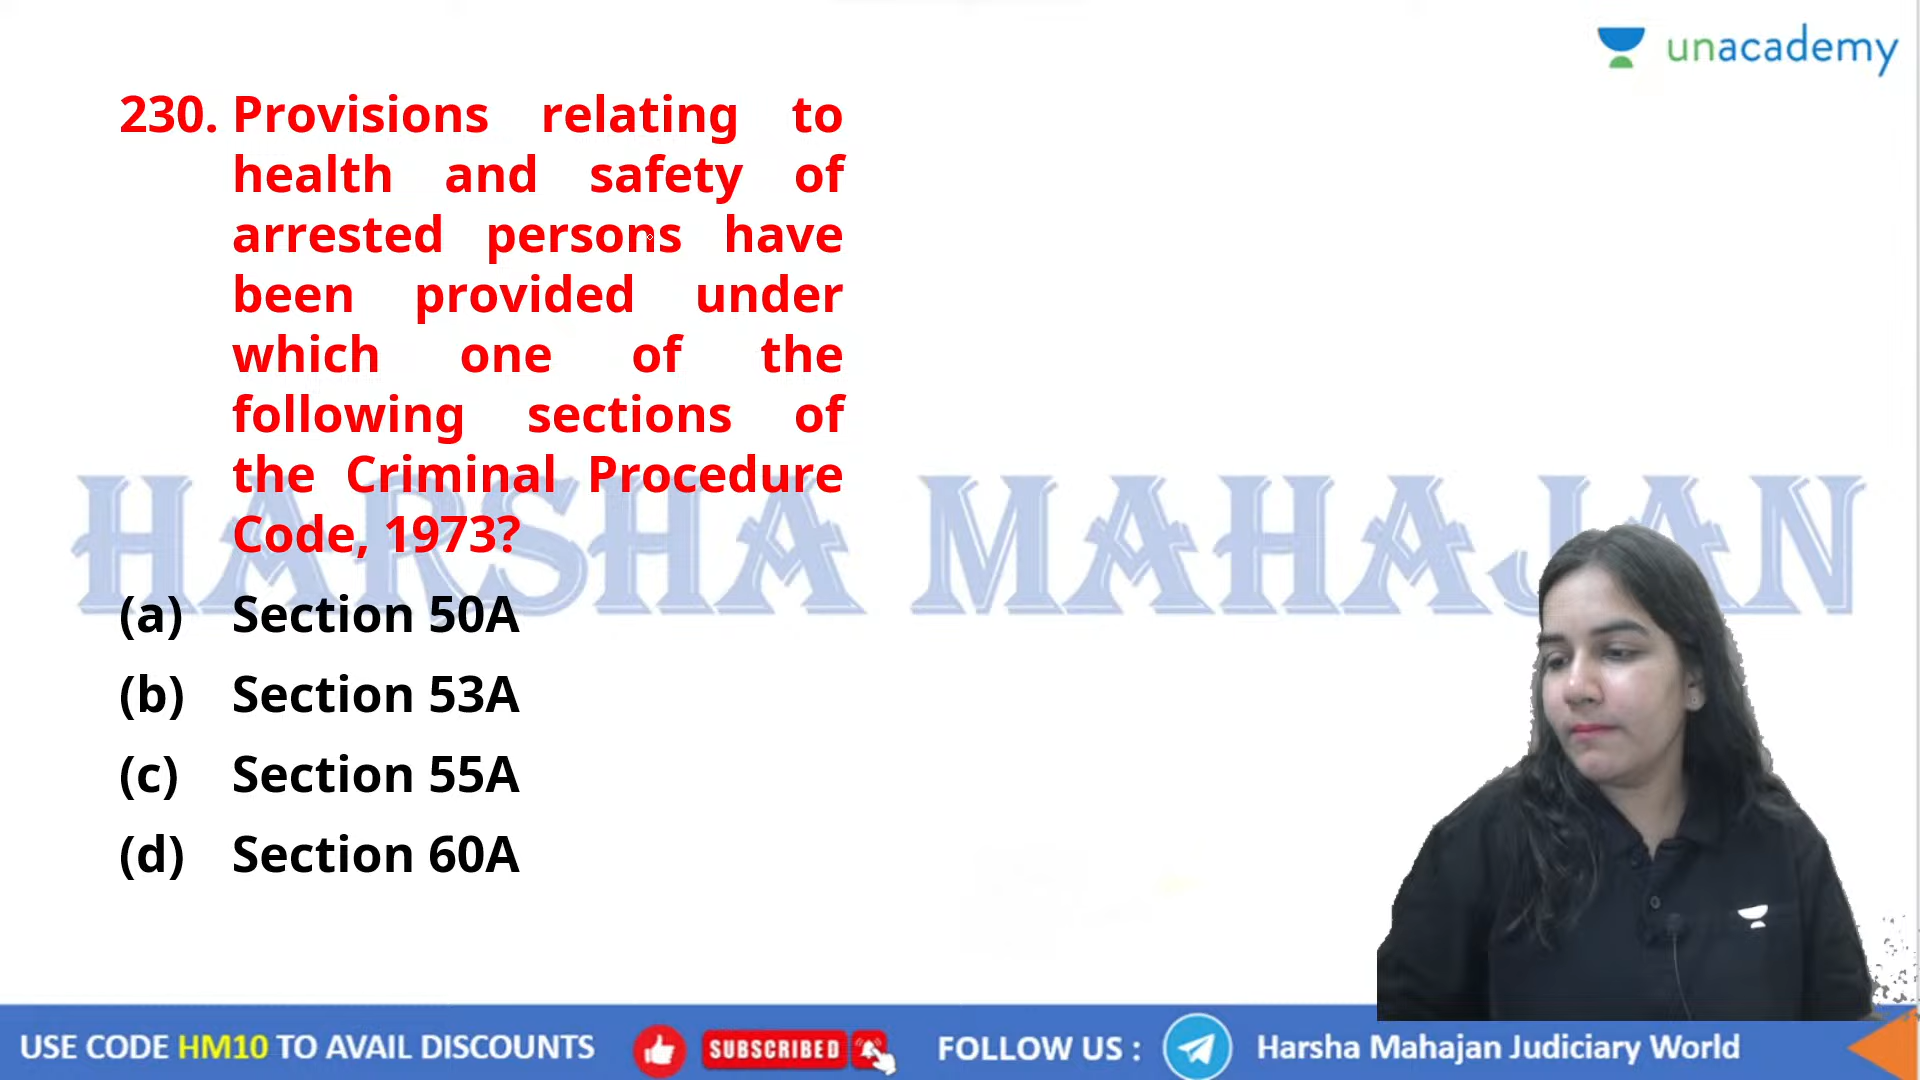 unacademy
230. Provisions relating to
health and safety of
arrested persons have
been provided under
which one of the
following sections of
the Criminal Procedure
Code, 1973?
HARSHA MAHAJAN
(a) Section 50A
(b) Section 53A
(c) Section 55A
(d) Section 60A
USE CODE HM10 TO AVAIL DISCOUNTS
SUBSCRIBED
FOLLOW US :
Harsha Mahajan Judiciary World